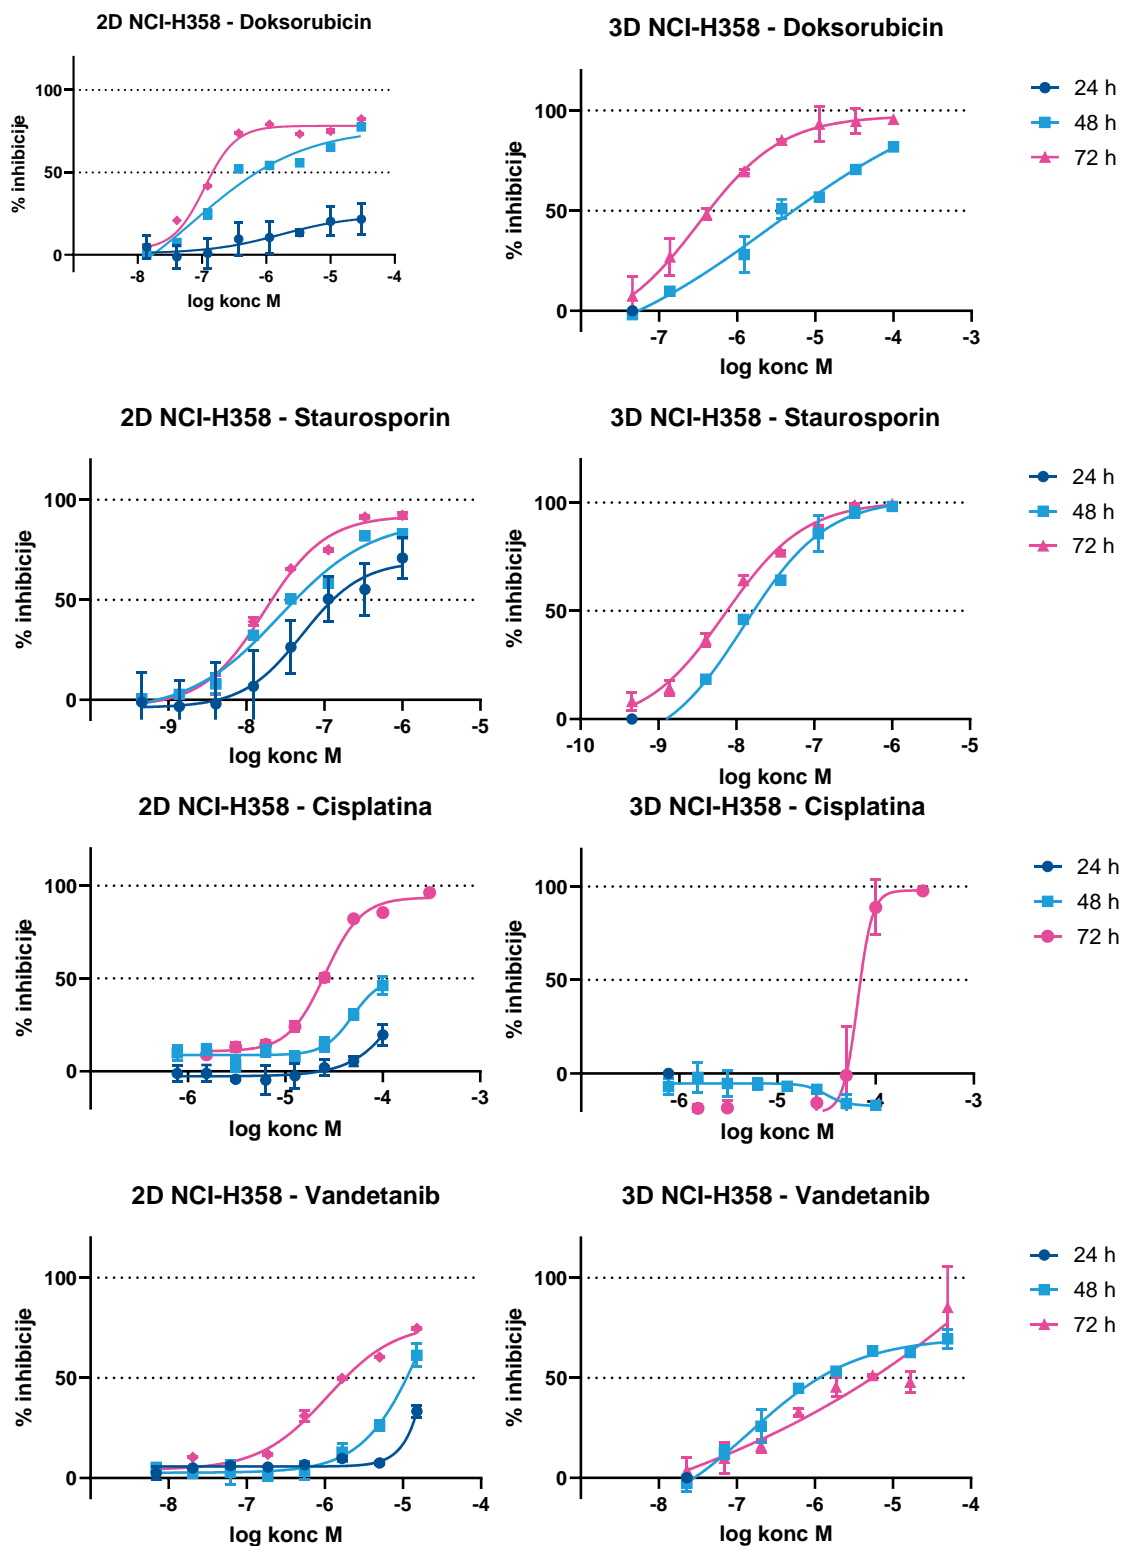 2D NCI-H358 - Doksorubicin
100
50
0
% inhibicije
-8 -7 -6 -5 -4
log konc M
3D NCI-H358 - Doksorubicin
100
50
0
% inhibicije
-7 -6 -5 -4 -3
log konc M
24 h
48 h
72 h
2D NCI-H358 - Staurosporin
100
50
0
% inhibicije
-9 -8 -7 -6 -5
log konc M
3D NCI-H358 - Staurosporin
100
50
0
% inhibicije
-10 -9 -8 -7 -6 -5
log konc M
24 h
48 h
72 h
2D NCI-H358 - Cisplatina
100
50
0
% inhibicije
-6 -5 -4 -3
log konc M
3D NCI-H358 - Cisplatina
100
50
0
% inhibicije
-6 -5 -4 -3
log konc M
24 h
48 h
72 h
2D NCI-H358 - Vandetanib
100
50
0
% inhibicije
-8 -7 -6 -5 -4
log konc M
3D NCI-H358 - Vandetanib
100
50
0
% inhibicije
-8 -7 -6 -5 -4
log konc M
24 h
48 h
72 h